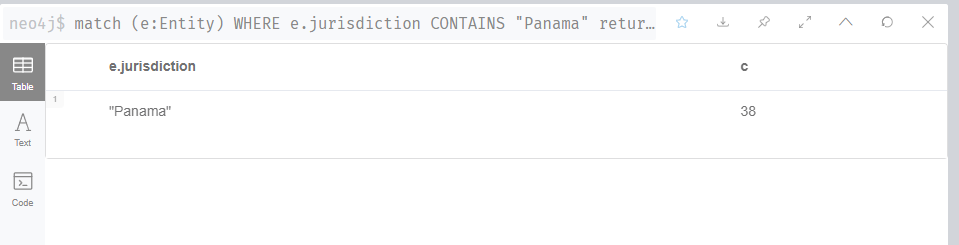 neo4j$ match (e:Entity) WHERE e.jurisdiction CONTAINS "Panama" retur…
Table
e.jurisdiction c
1
"Panama" 38
Text
Code